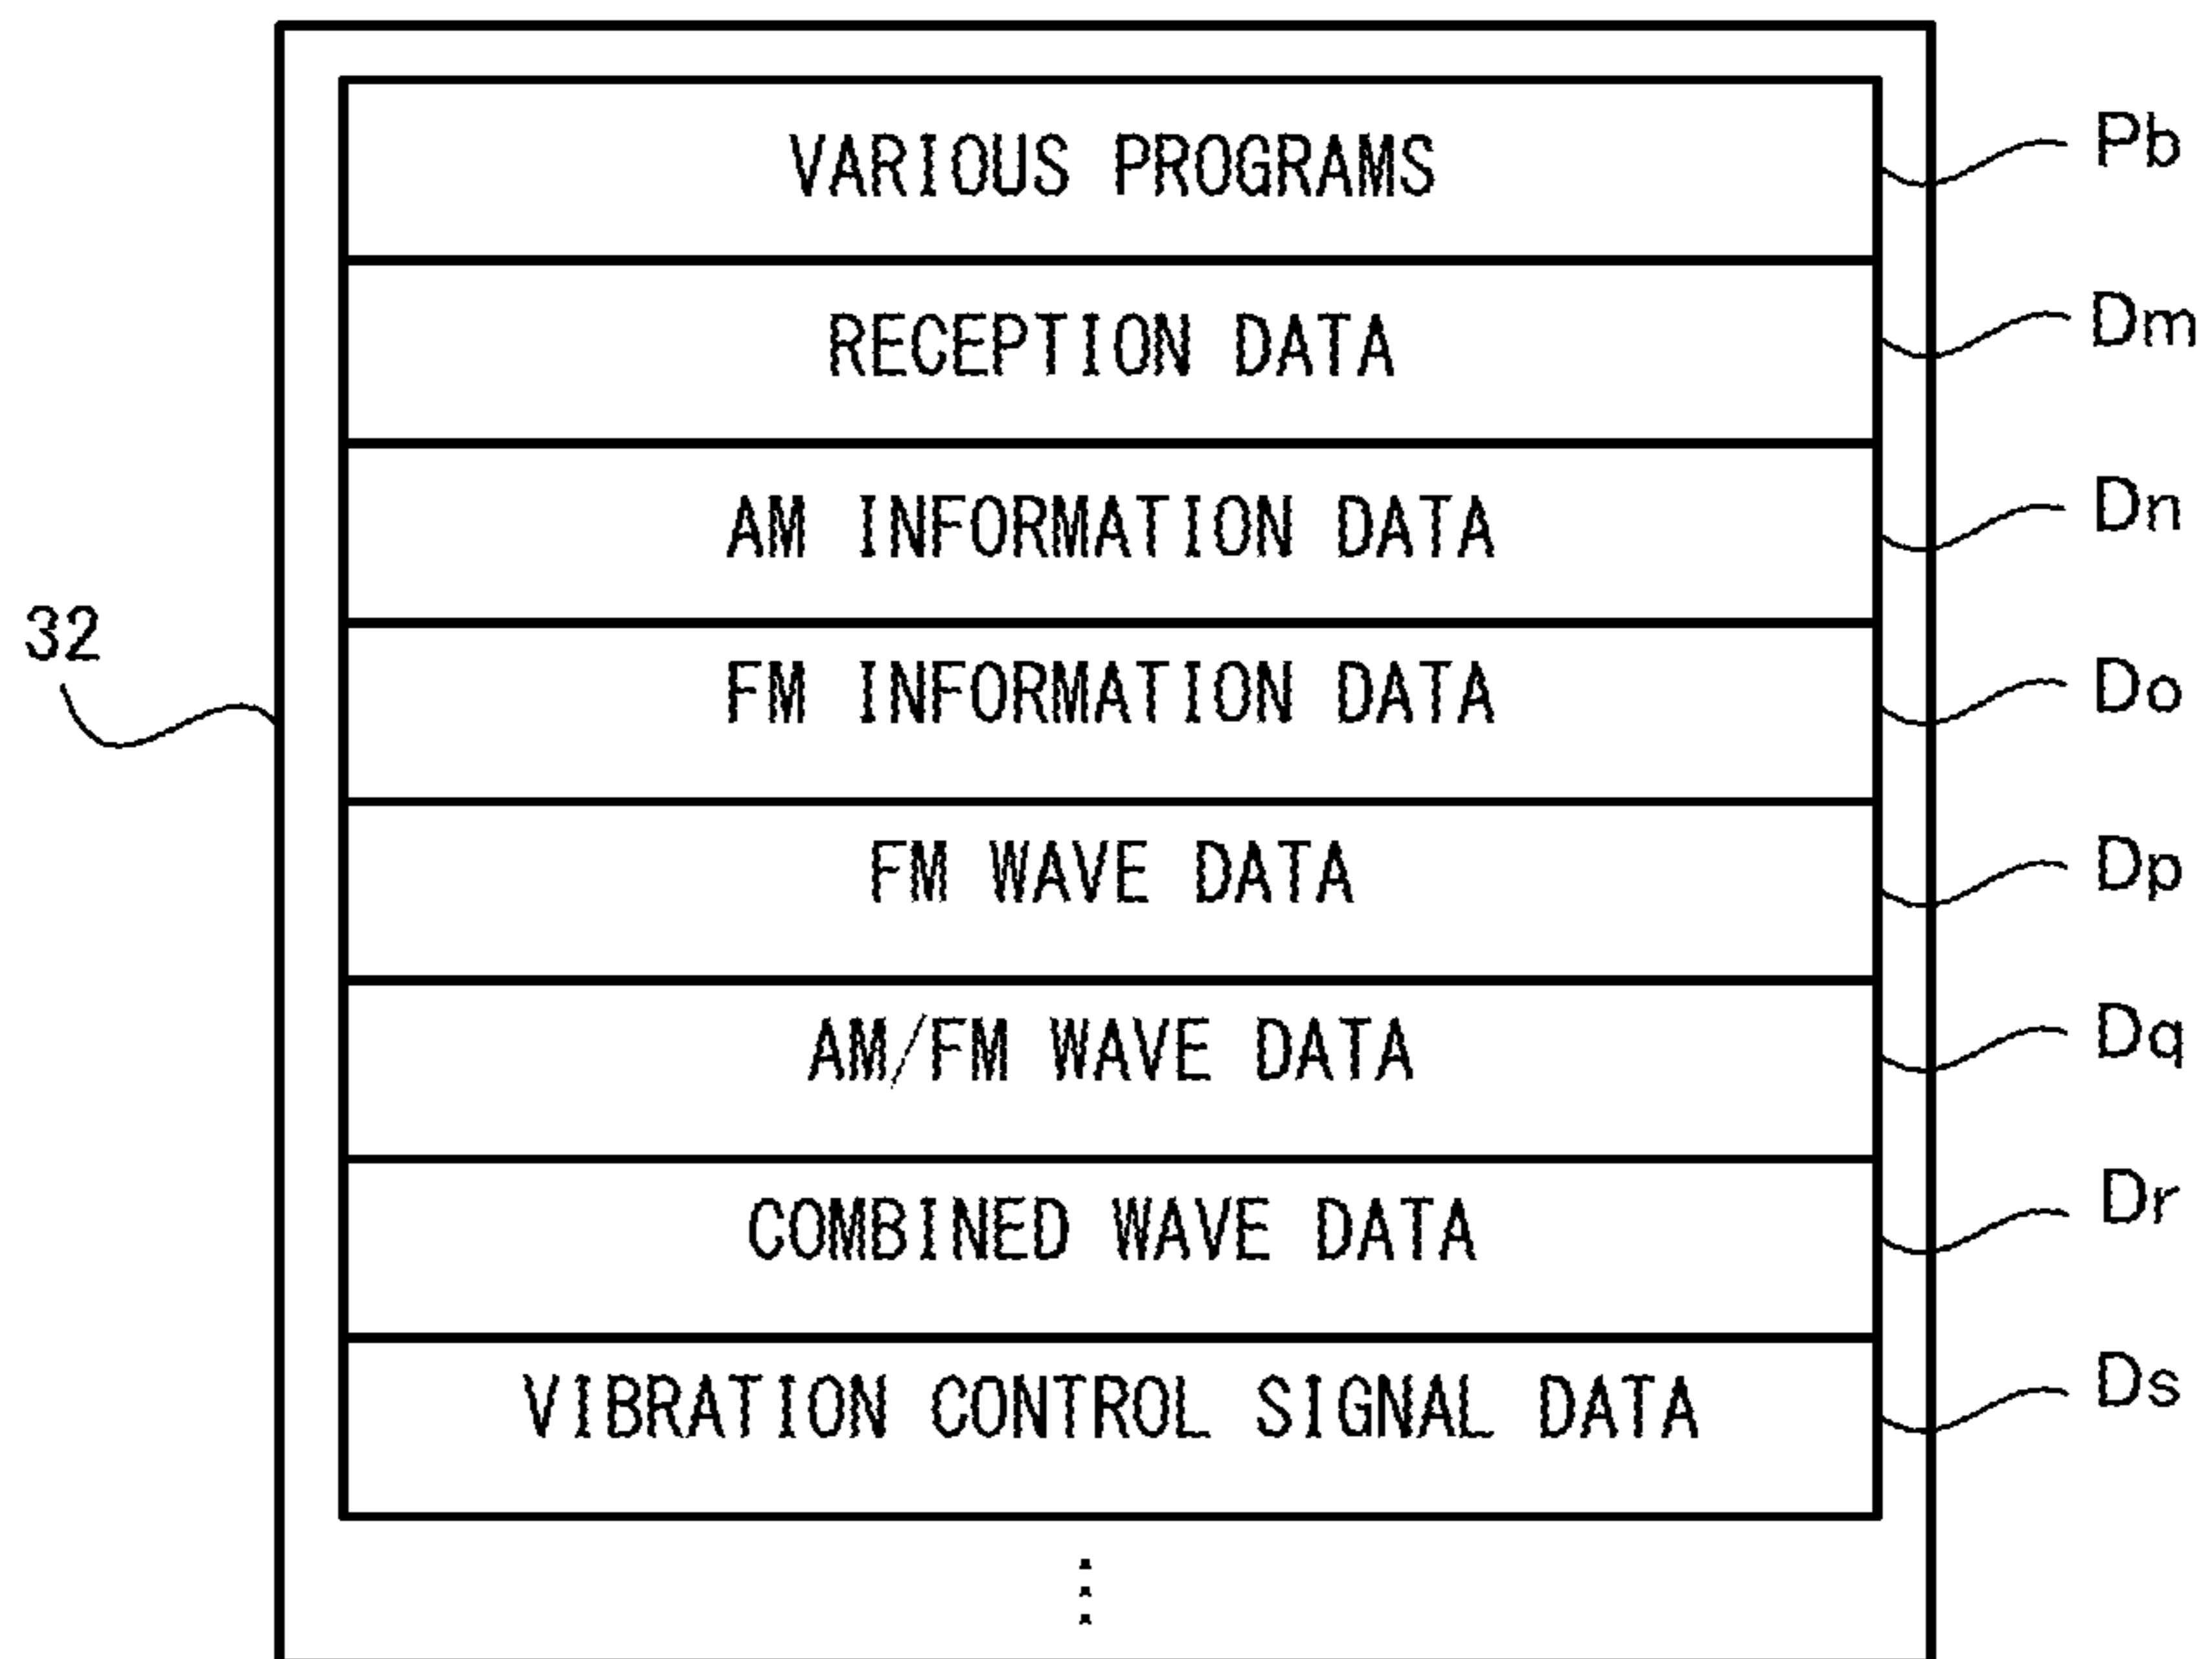 VARIOUS PROGRAMS Pb
RECEPTION DATA Dm
AM INFORMATION DATA Dn
32
FM INFORMATION DATA Do
FM WAVE DATA Dp
AM/FM WAVE DATA Dq
COMBINED WAVE DATA Dr
VIBRATION CONTROL SIGNAL DATA Ds